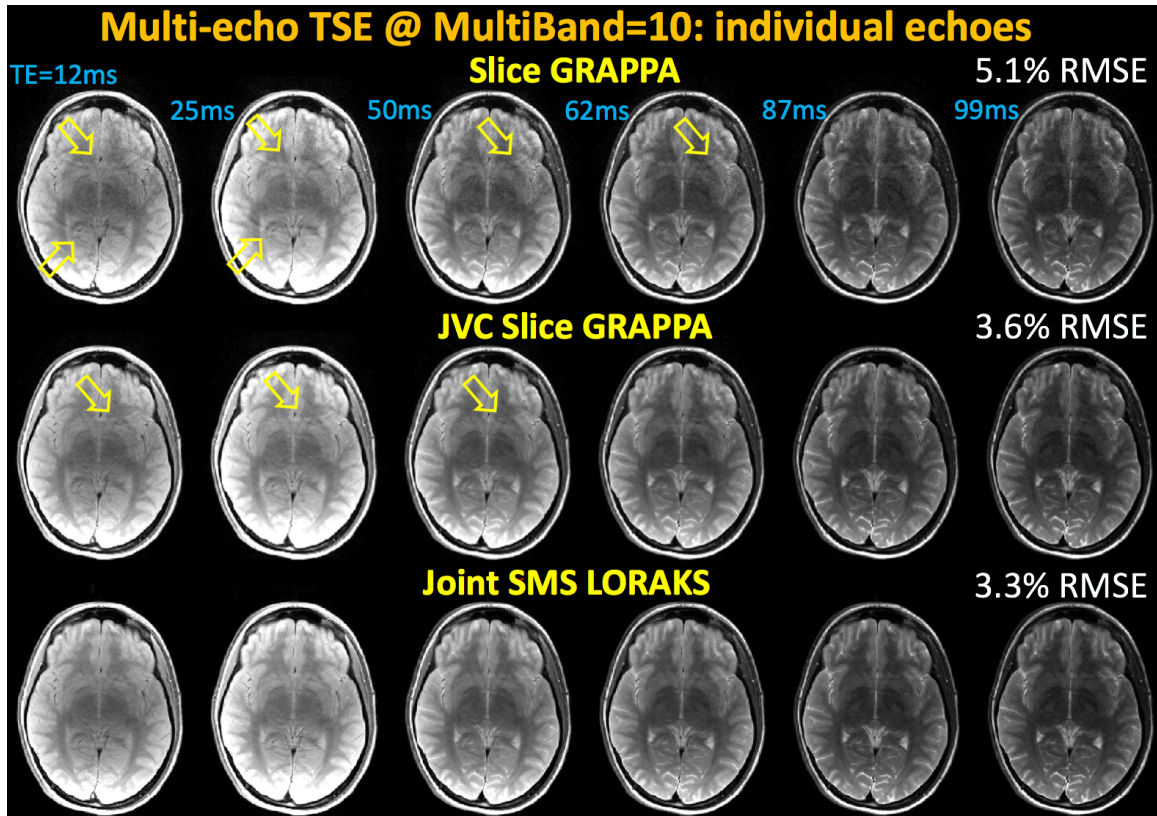 Multi-echo TSE @ MultiBand=10: individual echoes
Slice GRAPPA
5.1% RMSE
TE=12ms
25ms
50ms
62ms
87ms
99ms
JVC Slice GRAPPA
3.6% RMSE
Joint SMS LORAKS
3.3% RMSE